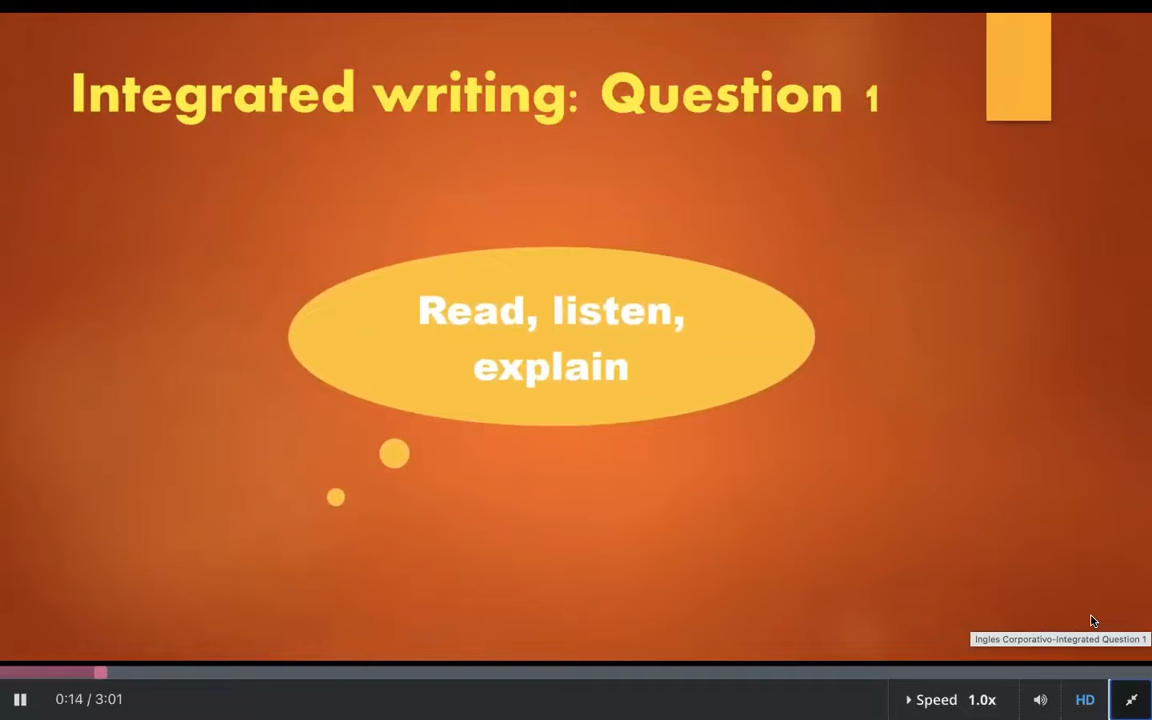 Integrated writing: Question 1
Read, listen,
explain
Ingles Corporativo-Integrated Question 1
0:14 / 3:01
Speed 1.0x
HD